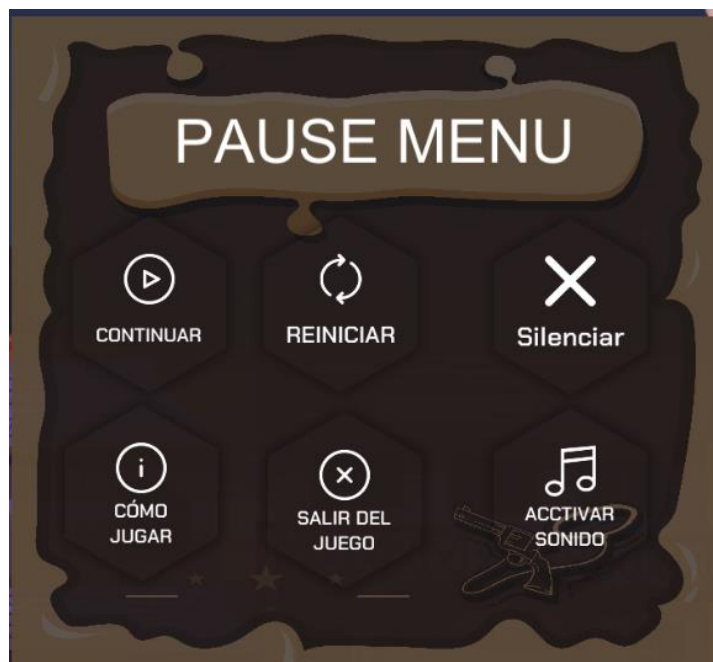 PAUSE MENU
CONTINUAR
REINICIAR
Silenciar
CÓMO
JUGAR
SALIR DEL
JUEGO
ACCTIVAR
SONIDO